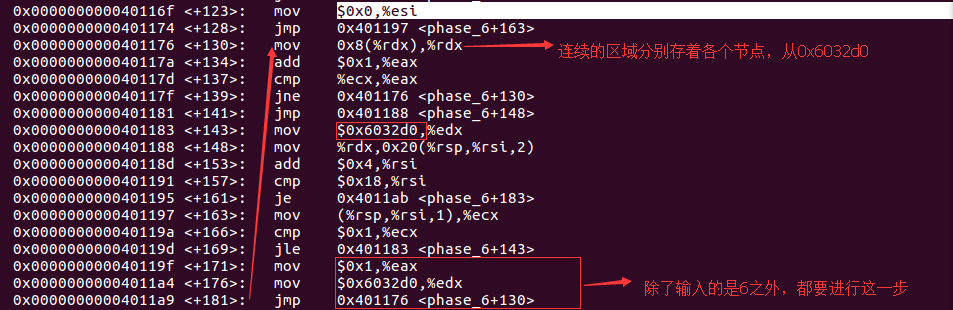 0x000000000040116f <+123>: mov $0x0,%esi
0x0000000000401174 <+128>: jmp 0x401197 <phase_6+163>
0x0000000000401176 <+130>: mov 0x8(%rdx),%rdx 连续的区域分别存着各个节点，从0x6032d0
0x000000000040117a <+134>: add $0x1,%eax
0x000000000040117d <+137>: cmp %ecx,%eax
0x000000000040117f <+139>: jne 0x401176 <phase_6+130>
0x0000000000401181 <+141>: jmp 0x401188 <phase_6+148>
0x0000000000401183 <+143>: mov $0x6032d0,%edx
0x0000000000401188 <+148>: mov %rdx,0x20(%rsp,%rsi,2)
0x000000000040118d <+153>: add $0x4,%rsi
0x0000000000401191 <+157>: cmp $0x18,%rsi
0x0000000000401195 <+161>: je 0x4011ab <phase_6+183>
0x0000000000401197 <+163>: mov (%rsp,%rsi,1),%ecx
0x000000000040119a <+166>: cmp $0x1,%ecx
0x000000000040119d <+169>: jle 0x401183 <phase_6+143>
0x000000000040119f <+171>: mov $0x1,%eax
0x00000000004011a4 <+176>: mov $0x6032d0,%edx 除了输入的是6之外，都要进行这一步
0x00000000004011a9 <+181>: jmp 0x401176 <phase_6+130>